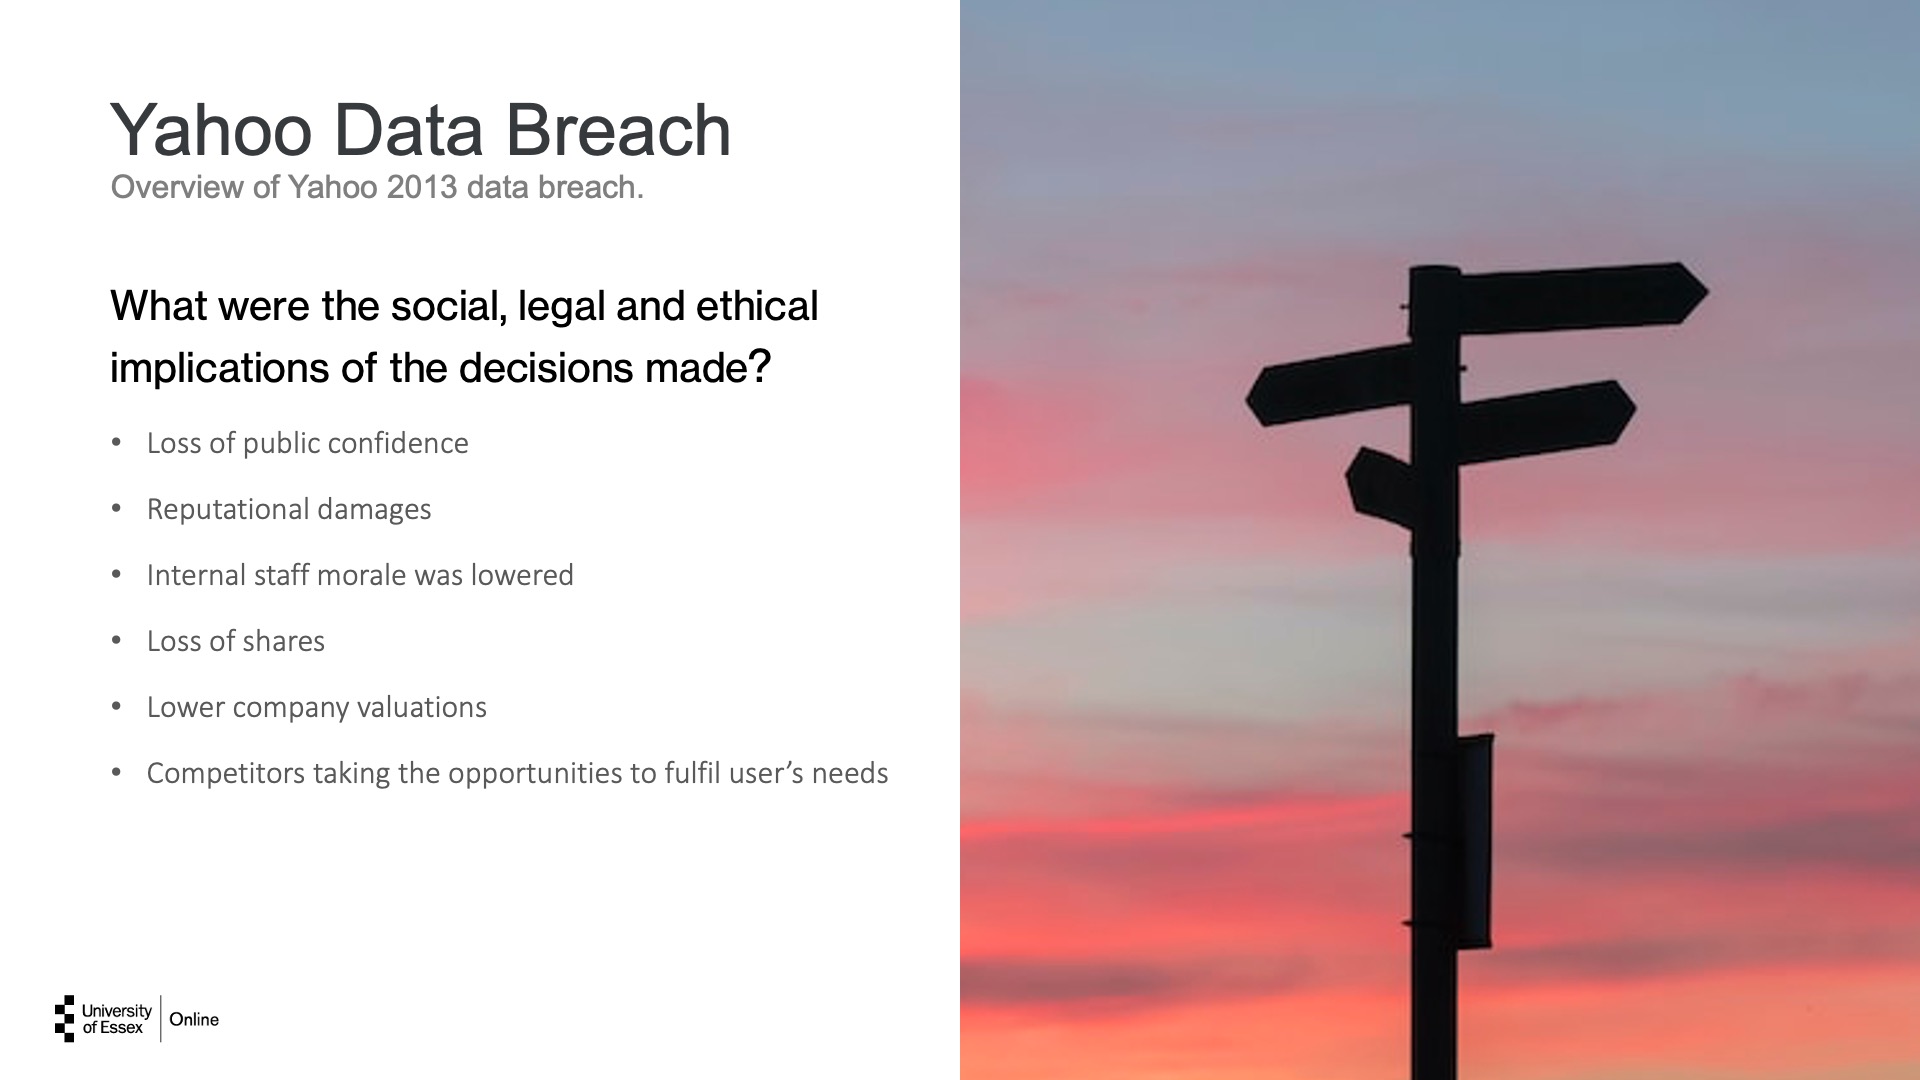 Yahoo Data Breach
Overview of Yahoo 2013 data breach.
What were the social, legal and ethical
implications of the decisions made?
• Loss of public confidence
• Reputational damages
• Internal staff morale was lowered
• Loss of shares
• Lower company valuations
• Competitors taking the opportunities to fulfil user’s needs
University
of Essex
Online